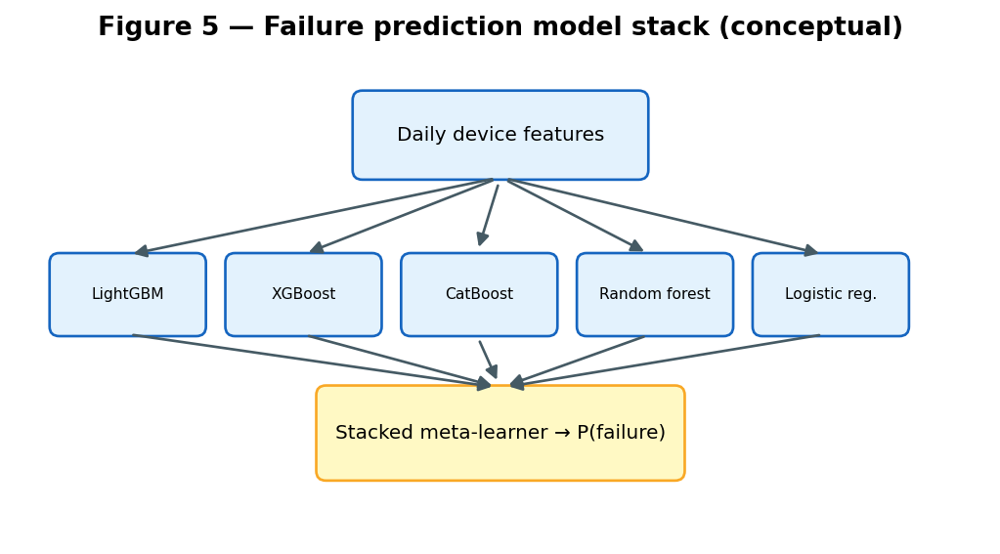 Figure 5 — Failure prediction model stack (conceptual)
Daily device features
LightGBM
XGBoost
CatBoost
Random forest
Logistic reg.
Stacked meta-learner → P(failure)